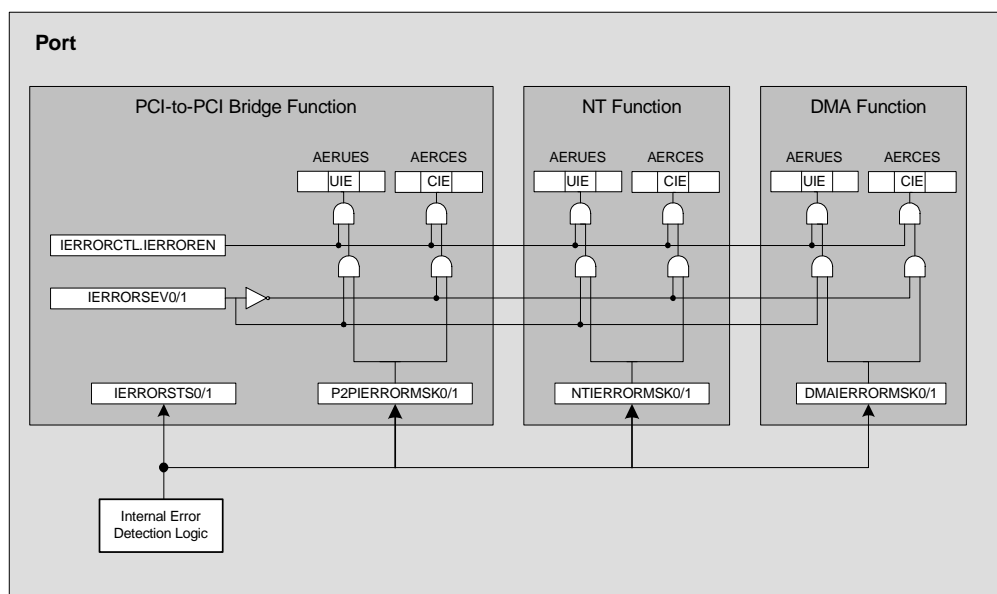 Port
PCI-to-PCI Bridge Function
NT Function
DMA Function
AERUES
AERCES
AERUES
AERCES
AERUES
AERCES
UIE
CIE
UIE
CIE
UIE
CIE
IERRORCTL.IERROREN
IERRORSEV0/1
IERRORSTS0/1
P2PIERRORMSK0/1
NTIERRORMSK0/1
DMAIERRORMSK0/1
Internal Error
Detection Logic